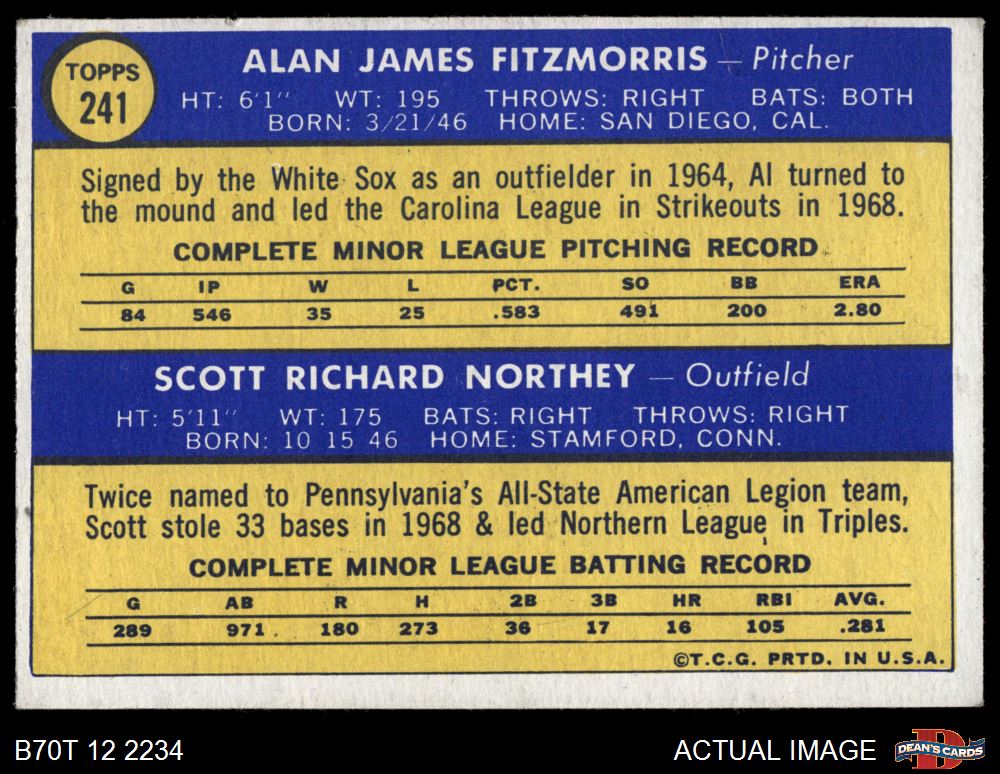 TOPPS
241
ALAN JAMES FITZMORRIS — Pitcher
HT: 6'1" WT: 195 THROWS: RIGHT BATS: BOTH
BORN: 3/21/46 HOME: SAN DIEGO, CAL.
Signed by the White Sox as an outfielder in 1964, Al turned to
the mound and led the Carolina League in Strikeouts in 1968.
COMPLETE MINOR LEAGUE PITCHING RECORD
G IP W L PCT. SO BB ERA
84 546 35 25 .583 491 200 2.80
SCOTT RICHARD NORTHEY — Outfield
HT: 5'11" WT: 175 BATS: RIGHT THROWS: RIGHT
BORN: 10 15 46 HOME: STAMFORD, CONN.
Twice named to Pennsylvania's All-State American Legion team,
Scott stole 33 bases in 1968 & led Northern League in Triples.
COMPLETE MINOR LEAGUE BATTING RECORD
G AB R H 2B 3B HR RBI AVG.
289 971 180 273 36 17 16 105 .281
©T.C.G. PRTD. IN U.S.A.
B70T 12 2234
ACTUAL IMAGE
DEAN'S CARDS